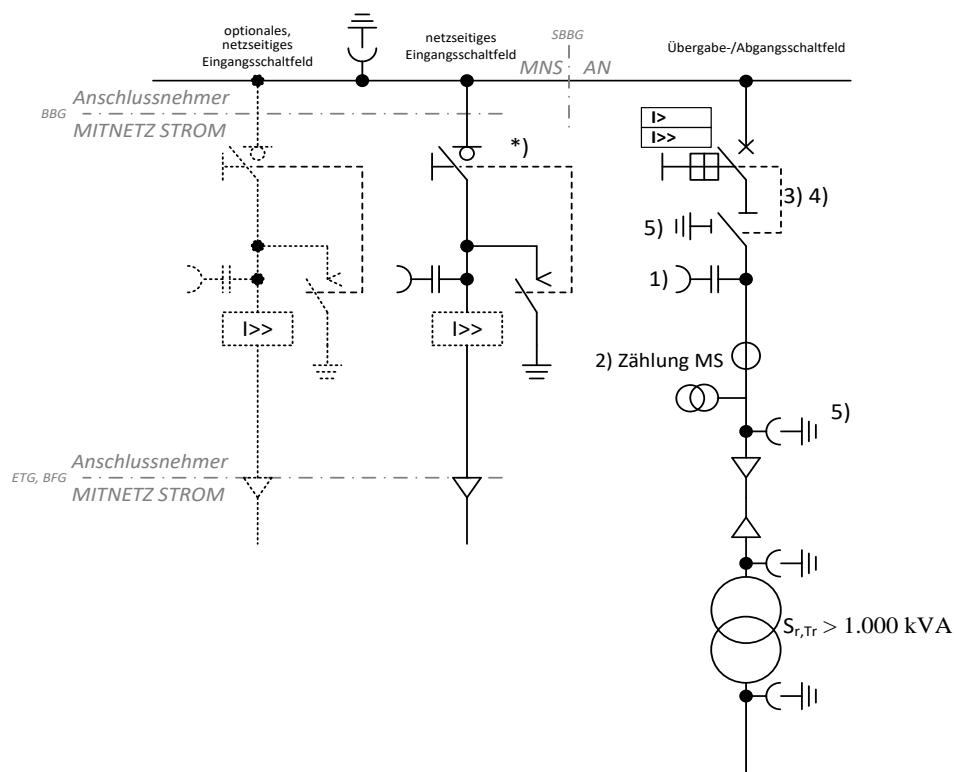 optionales,
netzseitiges
Eingangsschaltfeld
netzseitiges
Eingangsschaltfeld
SBBG
MNS
AN
Übergabe-/Abgangsschaltfeld
Anschlussnehmer
BBG
MITNETZ STROM
*)
I>
I>>
3) 4)
5)
1)
I>>
I>>
2) Zählung MS
5)
Anschlussnehmer
ETG, BFG
MITNETZ STROM
Sr,Tr > 1.000 kVA